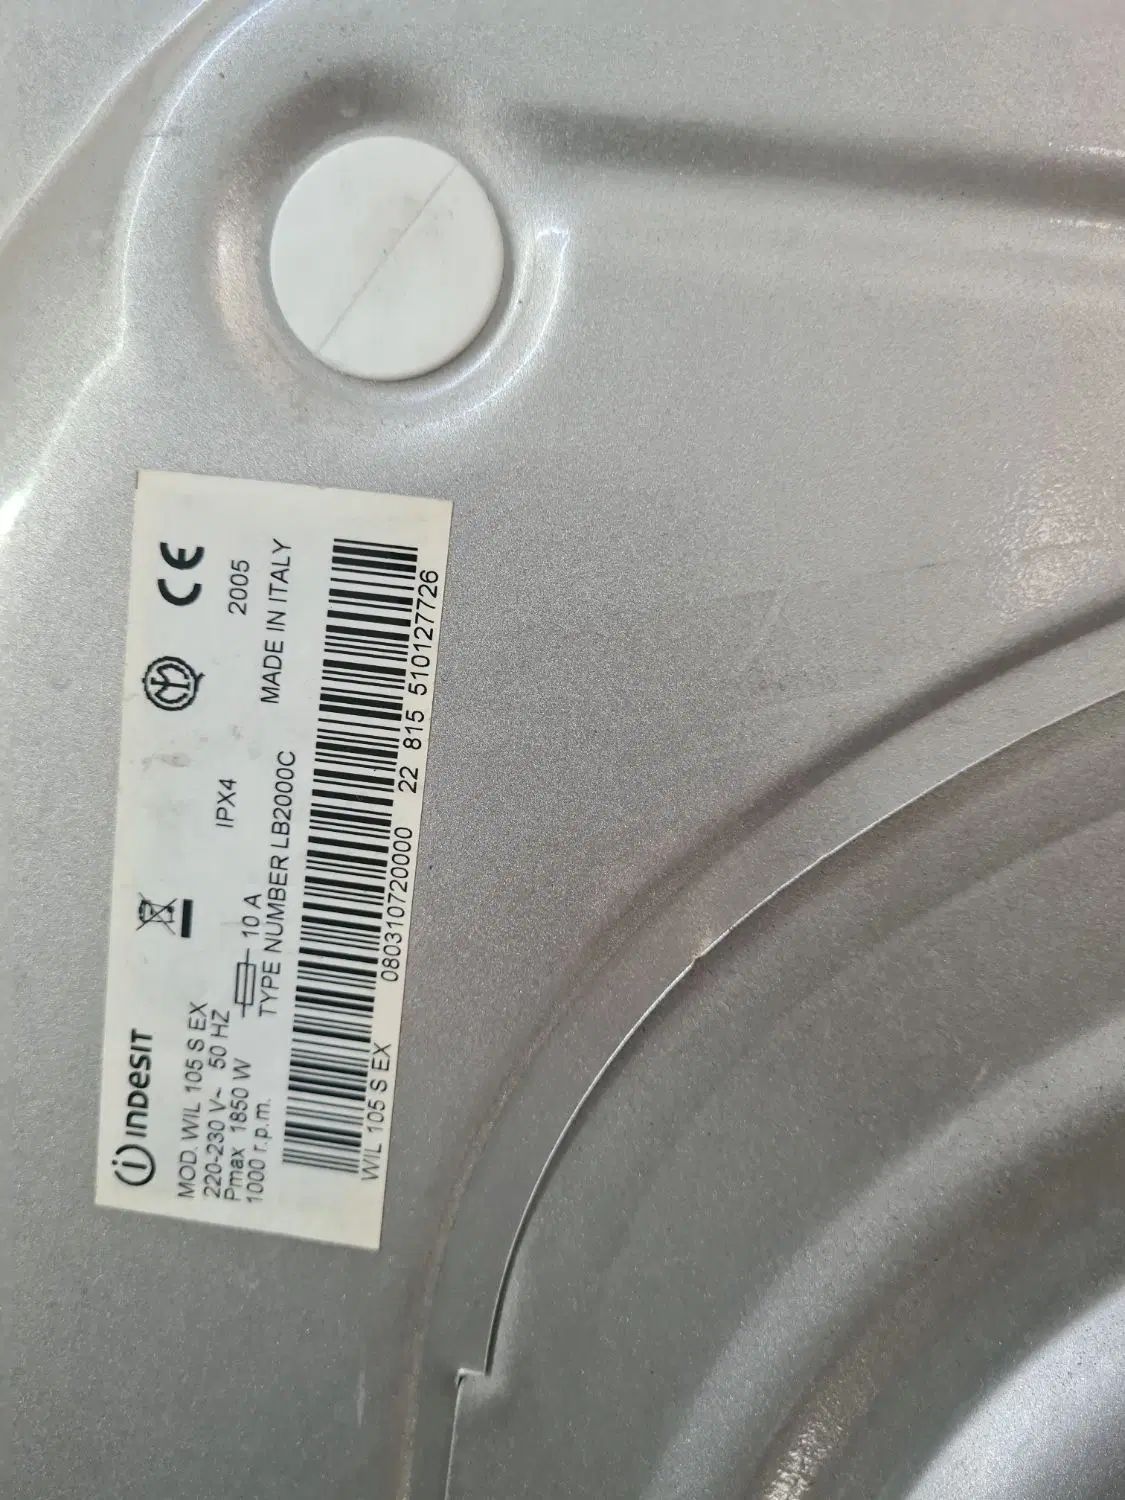 indesit
CE
MOD. WIL 105 S EX
220-230 V~ 50 HZ
IPX4
2005
Pmax 1850 W
10 A
1000 r.p.m.
TYPE NUMBER LB2000C
MADE IN ITALY
WIL 105 S EX
080310720000
22 815 510127726